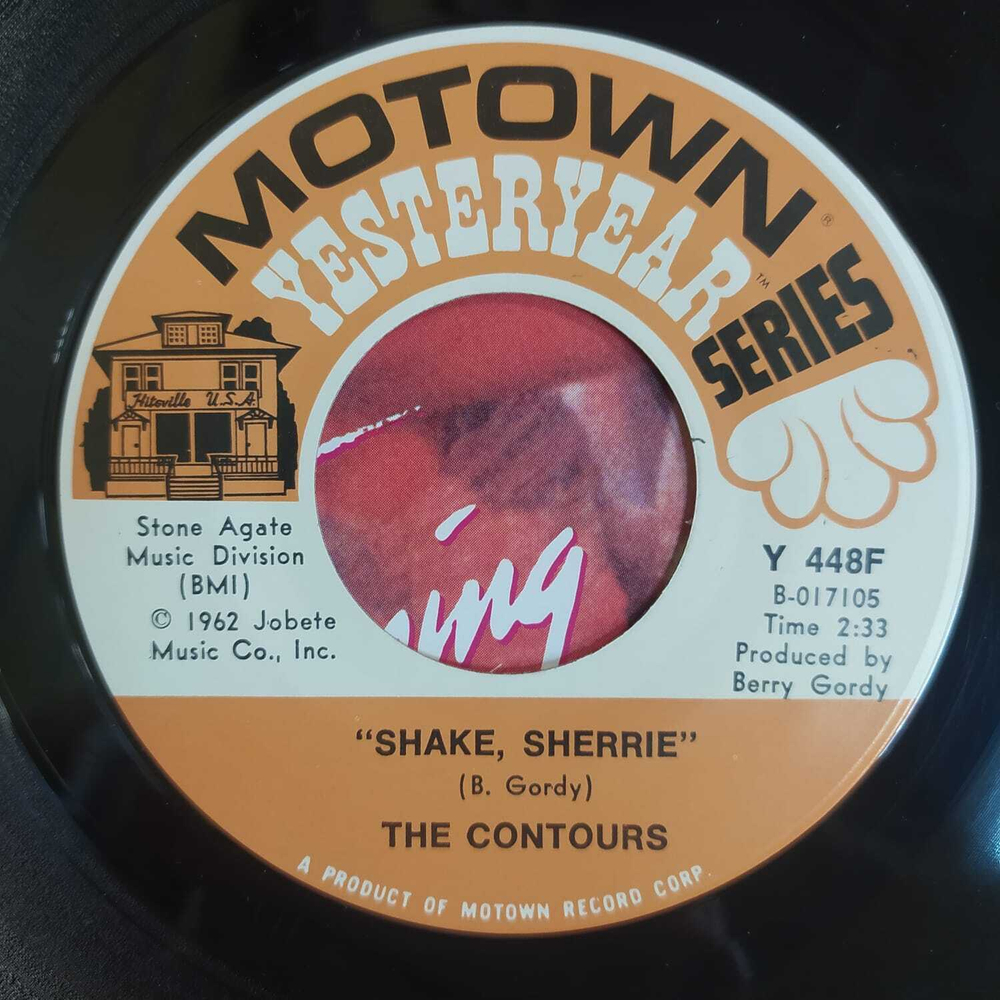 MOTOWN ®
YESTERYEAR ™
SERIES
Hitsville U.S.A.
Stone Agate
Music Division
(BMI)
© 1962 Jobete
Music Co., Inc.
Y 448F
B-017105
Time 2:33
Produced by
Berry Gordy
"SHAKE, SHERRIE"
(B. Gordy)
THE CONTOURS
A PRODUCT OF MOTOWN RECORD CORP.